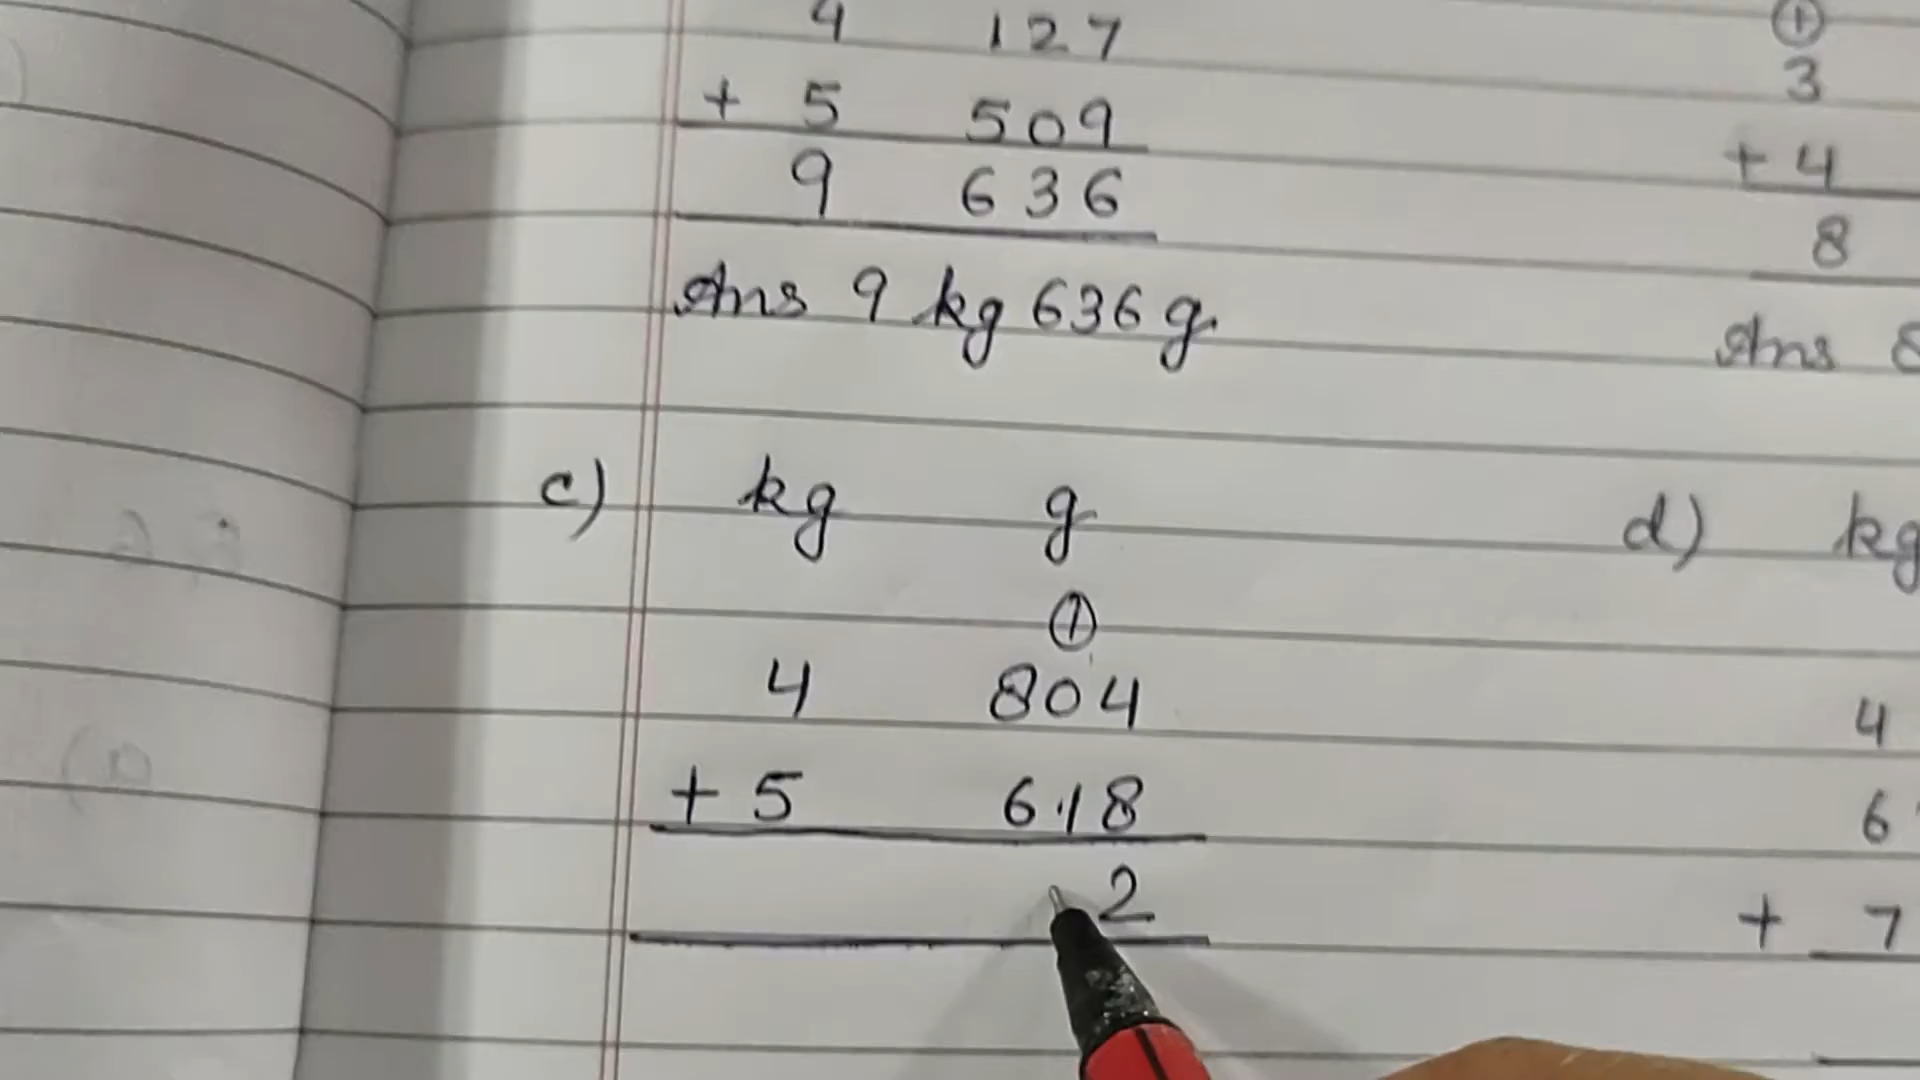 4 127
+ 5 509
9 636
Ans 9 kg 636 g.
1
3
+ 4
8
Ans 8
c) kg g
1
4 804
+ 5 618
2
d) kg
4
6
+ 7